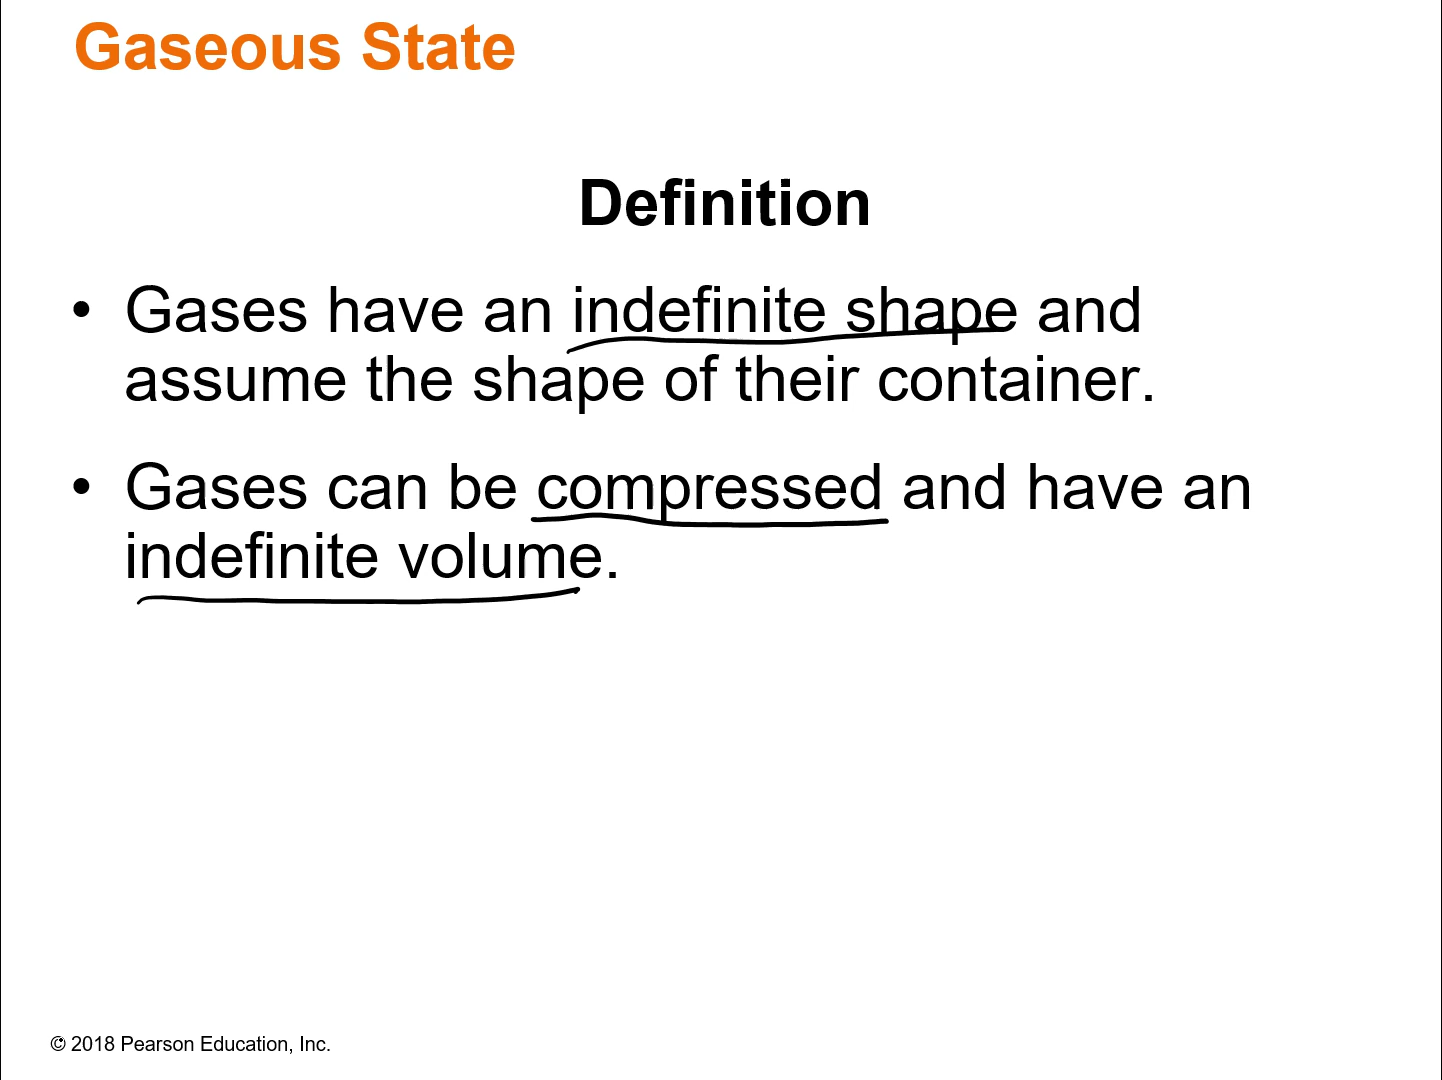 Gaseous State
Definition
• Gases have an indefinite shape and
assume the shape of their container.
• Gases can be compressed and have an
indefinite volume.
© 2018 Pearson Education, Inc.